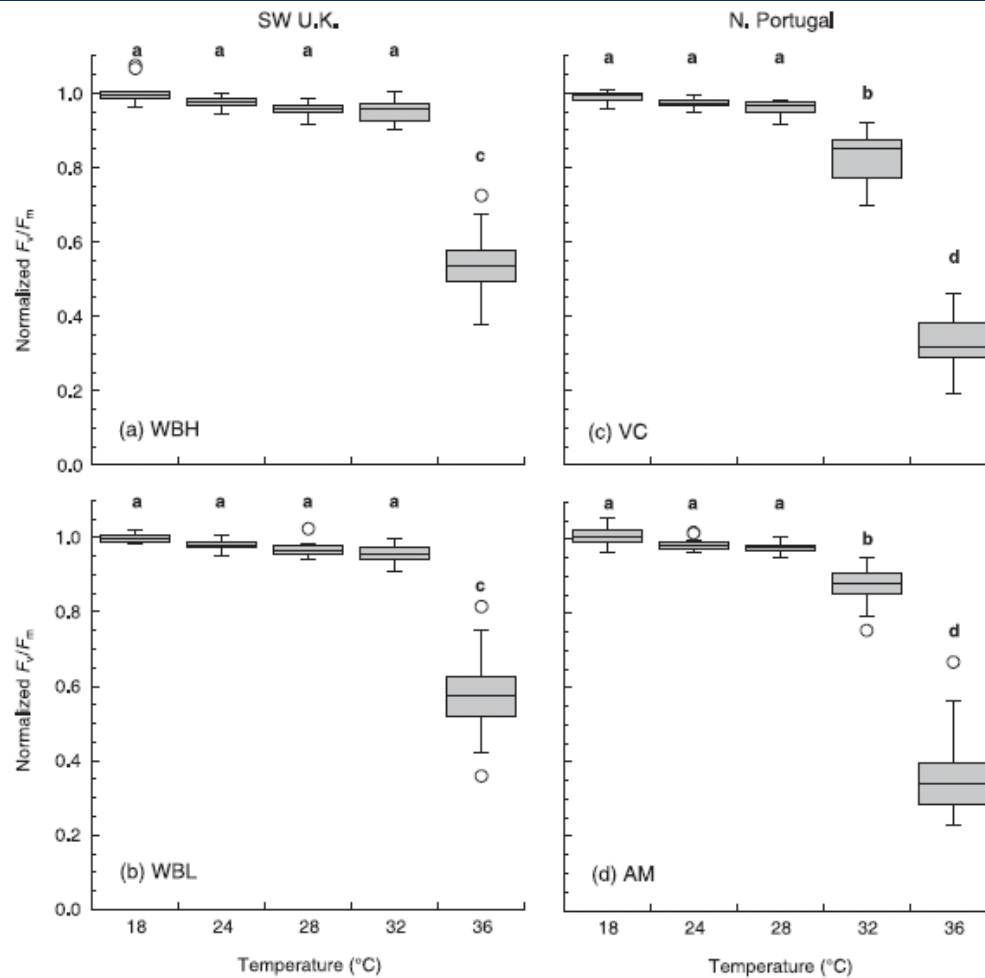 SW U.K.
N. Portugal
a a a a
c
1.0
0.8
0.6
0.4
0.2
0.0
Normalized Fv/Fm
(a) WBH
a a a
b
d
(c) VC
a a a a
c
1.0
0.8
0.6
0.4
0.2
0.0
Normalized Fv/Fm
(b) WBL
18 24 28 32 36
Temperature (°C)
a a a
b
d
(d) AM
18 24 28 32 36
Temperature (°C)